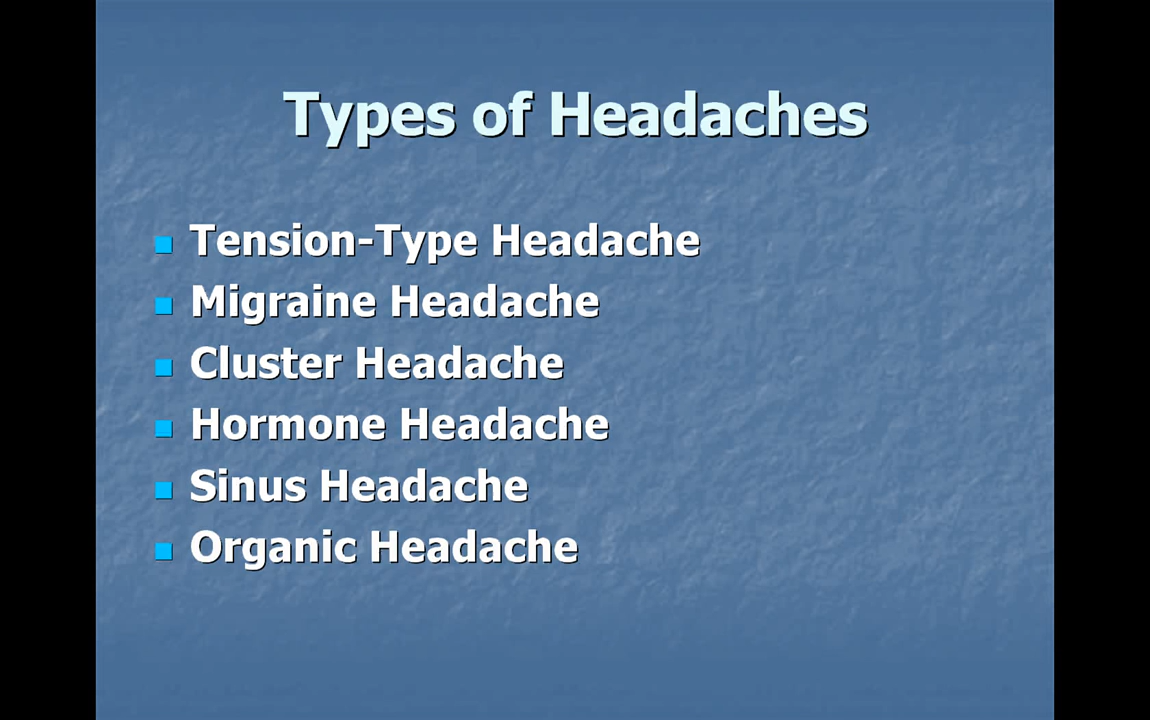 Types of Headaches
Tension-Type Headache
Migraine Headache
Cluster Headache
Hormone Headache
Sinus Headache
Organic Headache